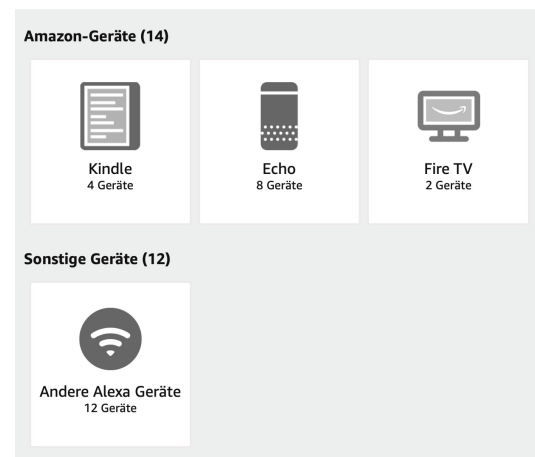 Amazon-Geräte (14)
Kindle
4 Geräte
Echo
8 Geräte
Fire TV
2 Geräte
Sonstige Geräte (12)
Andere Alexa Geräte
12 Geräte